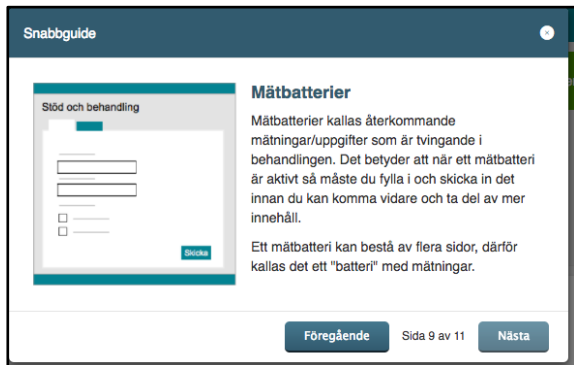 Snabbguide
Stöd och behandling
Skicka
Mätbatterier
Mätbatterier kallas återkommande
mätningar/uppgifter som är tvingande i
behandlingen. Det betyder att när ett mätbatteri
är aktivt så måste du fylla i och skicka in det
innan du kan komma vidare och ta del av mer
innehåll.
Ett mätbatteri kan bestå av flera sidor, därför
kallas det ett "batteri" med mätningar.
Föregående
Sida 9 av 11
Nästa